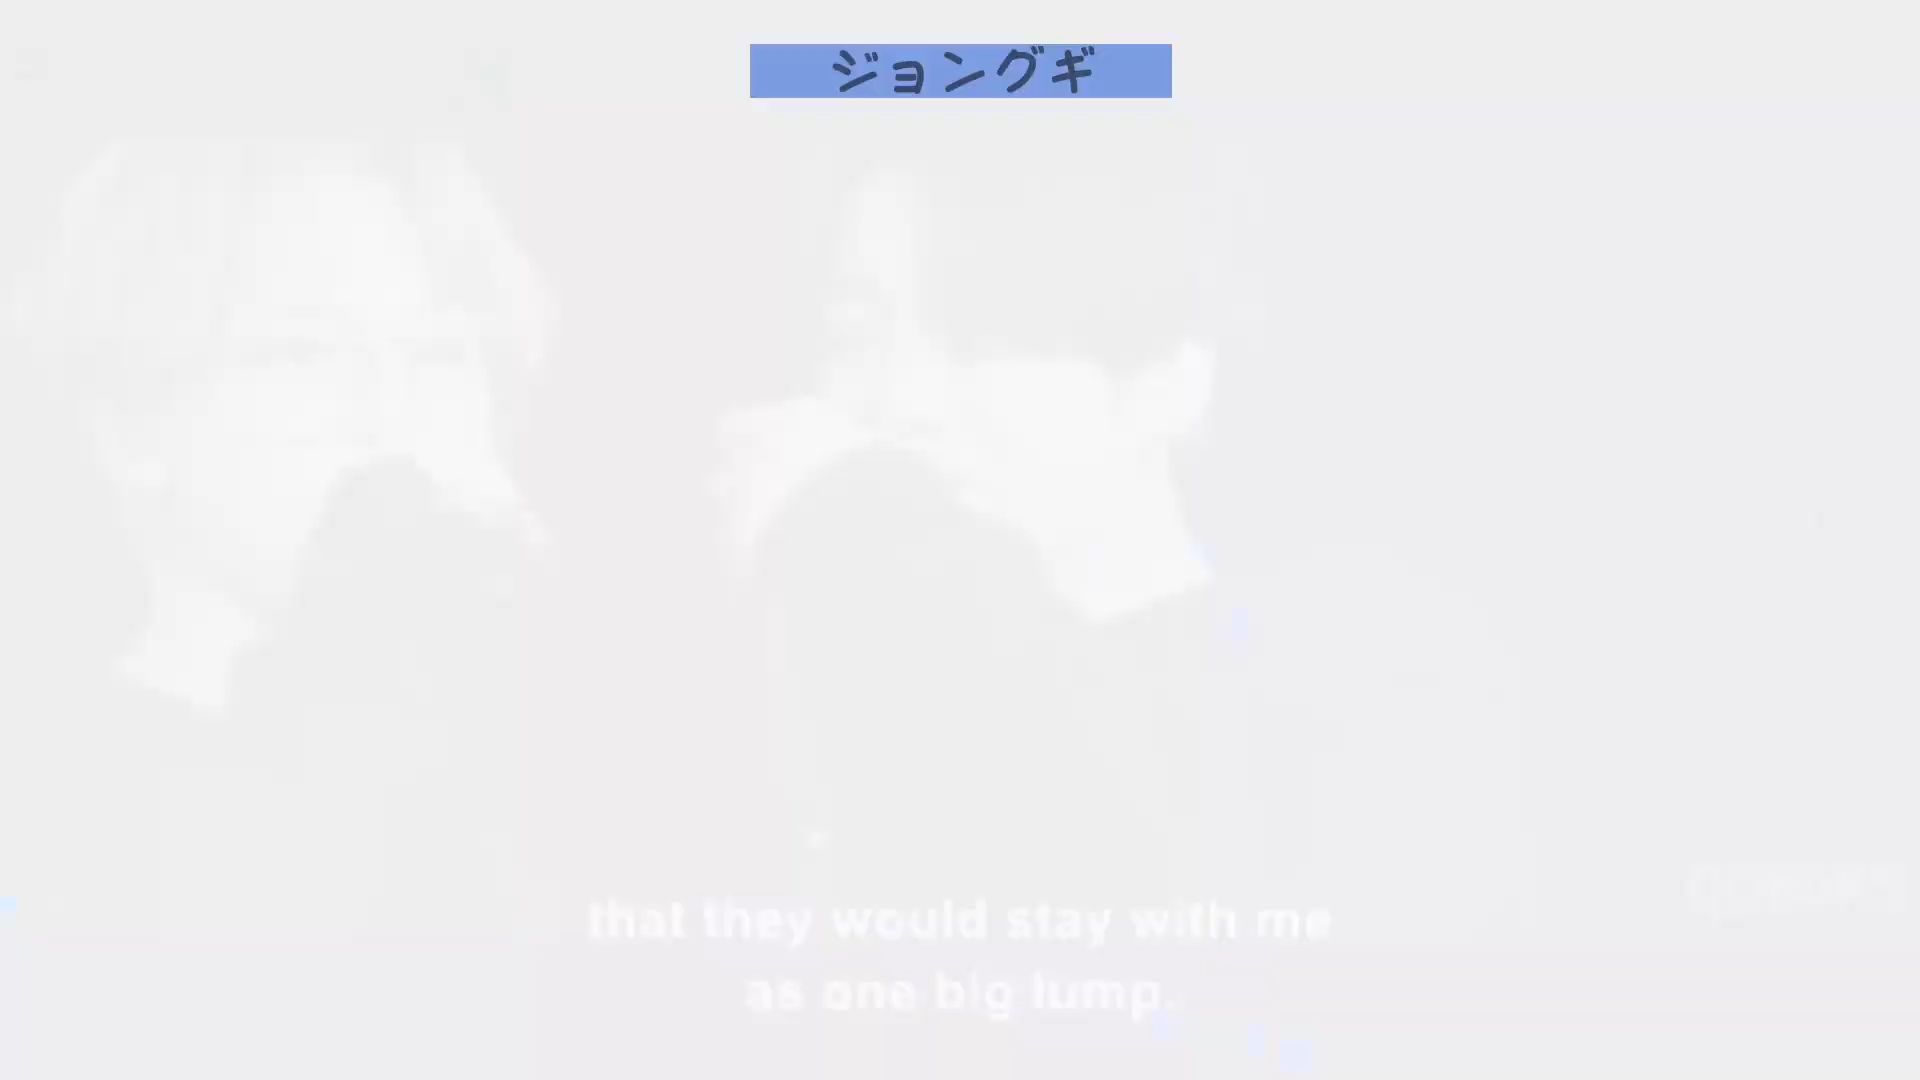 ジョングギ
that they would stay with me
as one big lump.